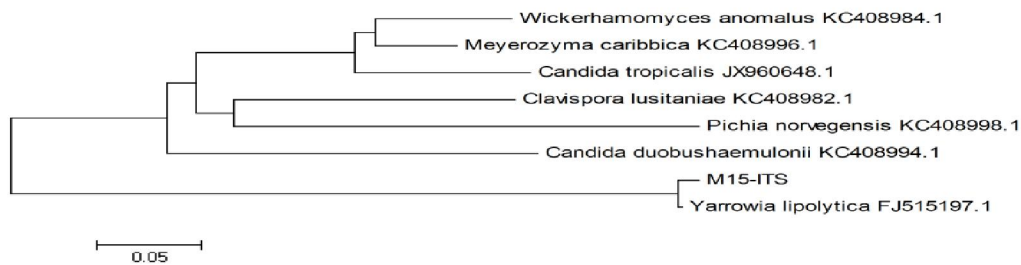 Wickerhamomyces anomalus KC408984.1
Meyerozyma caribbica KC408996.1
Candida tropicalis JX960648.1
Clavispora lusitaniae KC408982.1
Pichia norvegensis KC408998.1
Candida duobushaemulonii KC408994.1
M15-ITS
Yarrowia lipolytica FJ515197.1
0.05